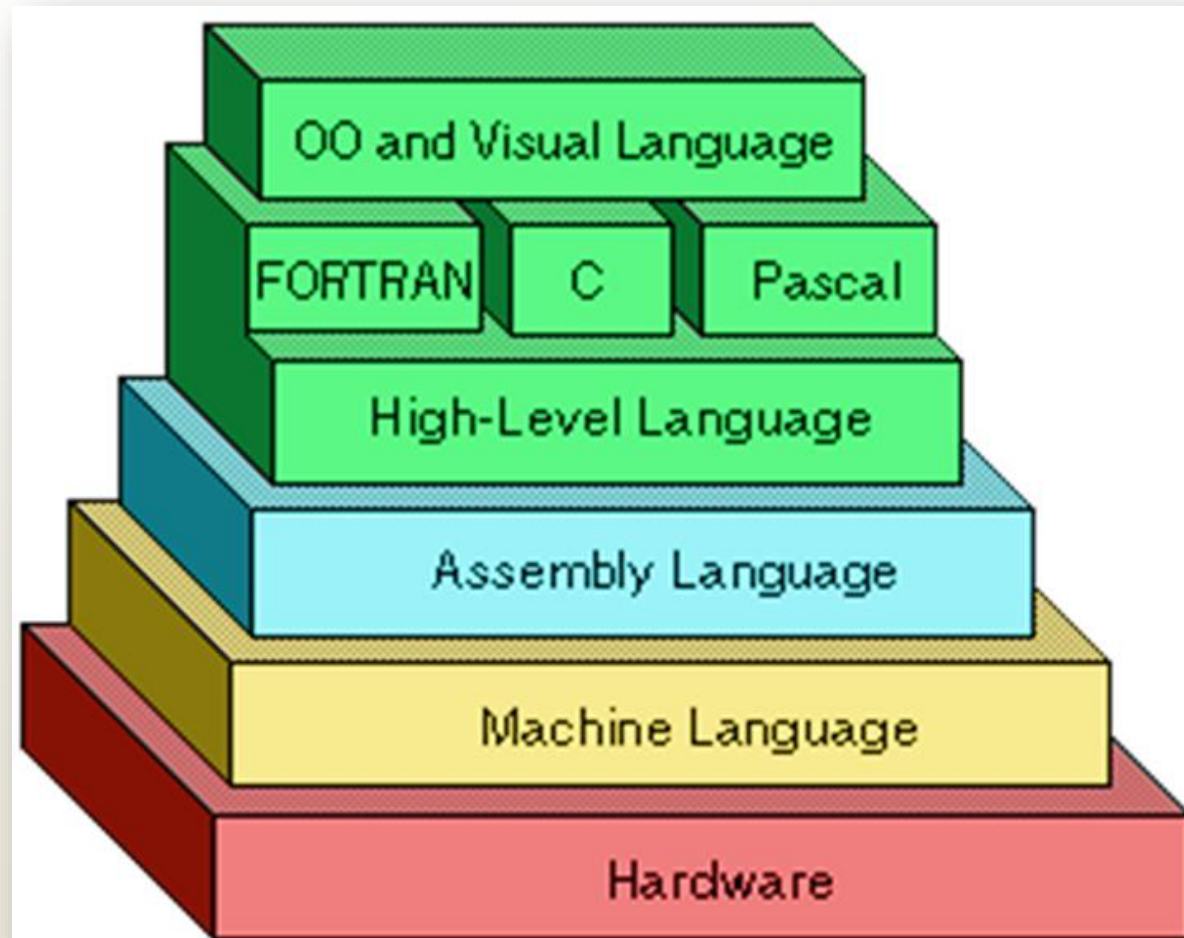 OO and Visual Language
FORTRAN C Pascal
High-Level Language
Assembly Language
Machine Language
Hardware